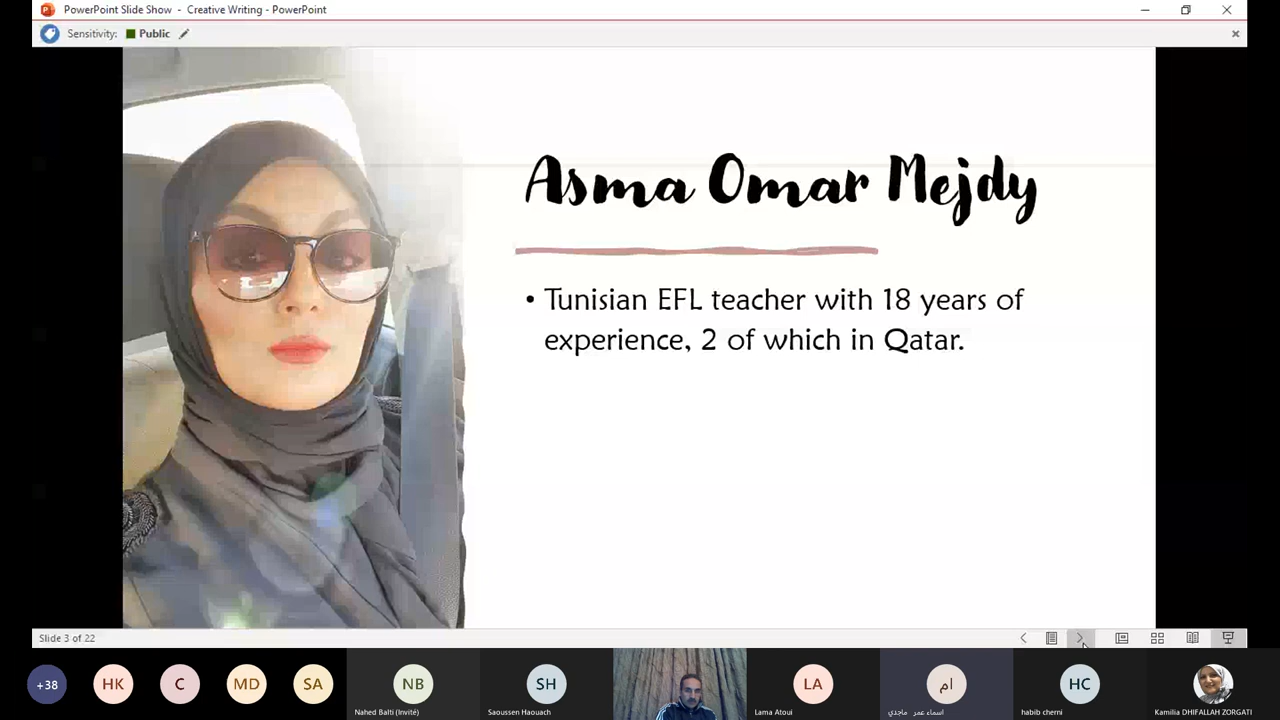 PowerPoint Slide Show - Creative Writing - PowerPoint
Sensitivity: Public
Asma Omar Mejdy
• Tunisian EFL teacher with 18 years of
experience, 2 of which in Qatar.
Slide 3 of 22
+38 HK C MD SA NB SH LA ام HC
Nahed Balti (Invité) Saoussen Haouach Lama Atoui اسماء عمر ماجدي habib cherni Kamilia DHIFALLAH ZORGATI